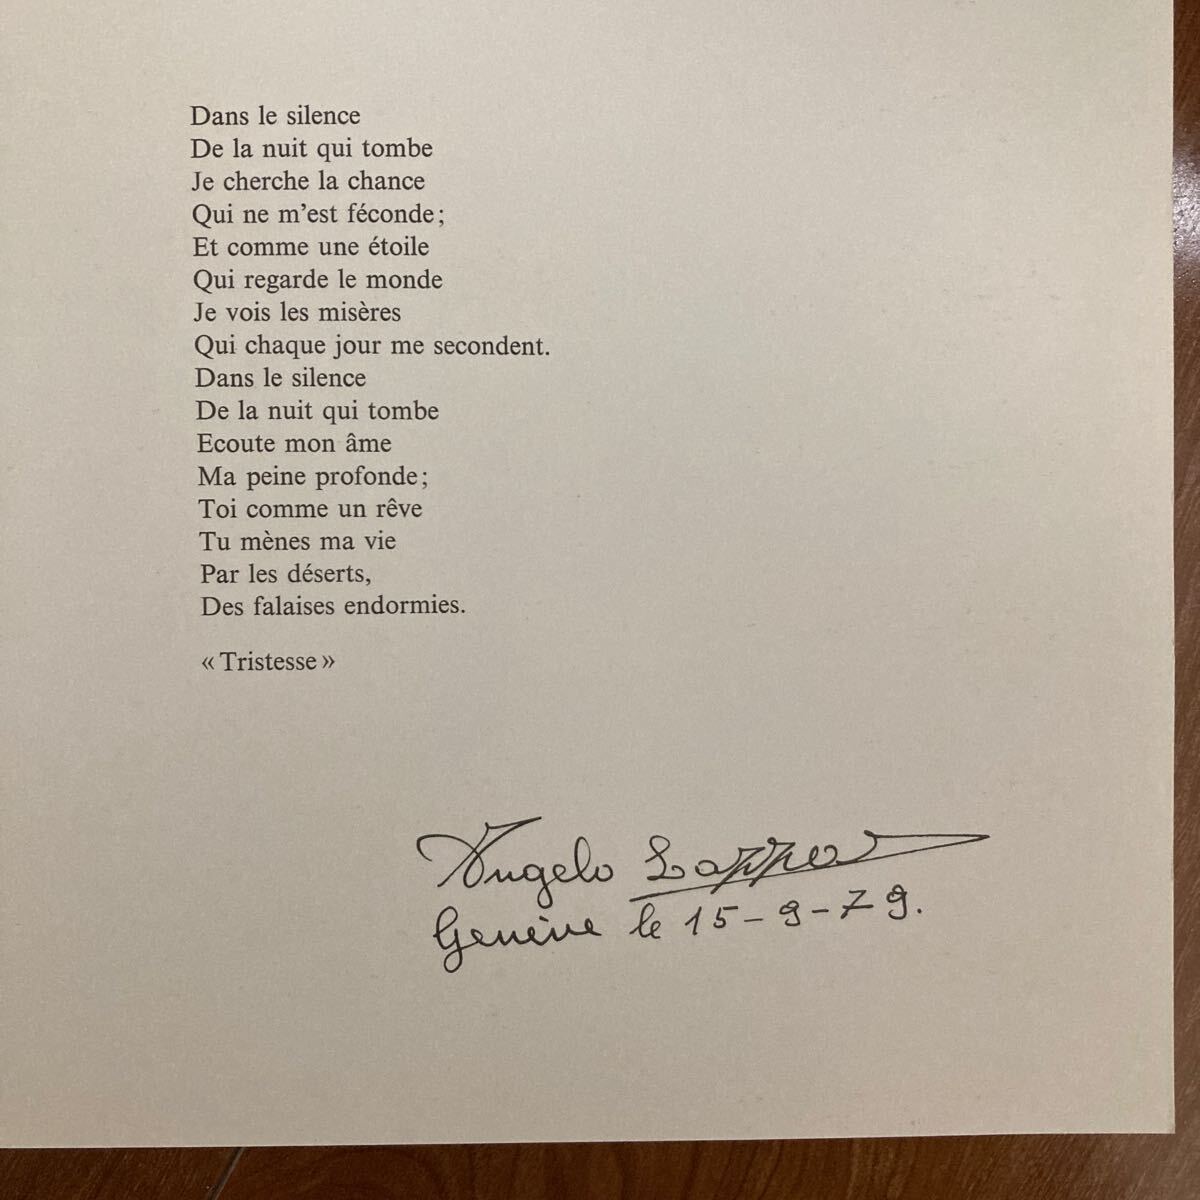 Dans le silence
De la nuit qui tombe
Je cherche la chance
Qui ne m'est féconde;
Et comme une étoile
Qui regarde le monde
Je vois les misères
Qui chaque jour me secondent.
Dans le silence
De la nuit qui tombe
Ecoute mon âme
Ma peine profonde;
Toi comme un rêve
Tu mènes ma vie
Par les déserts,
Des falaises endormies.
«Tristesse»
Angelo
Genève le 15-9-79.